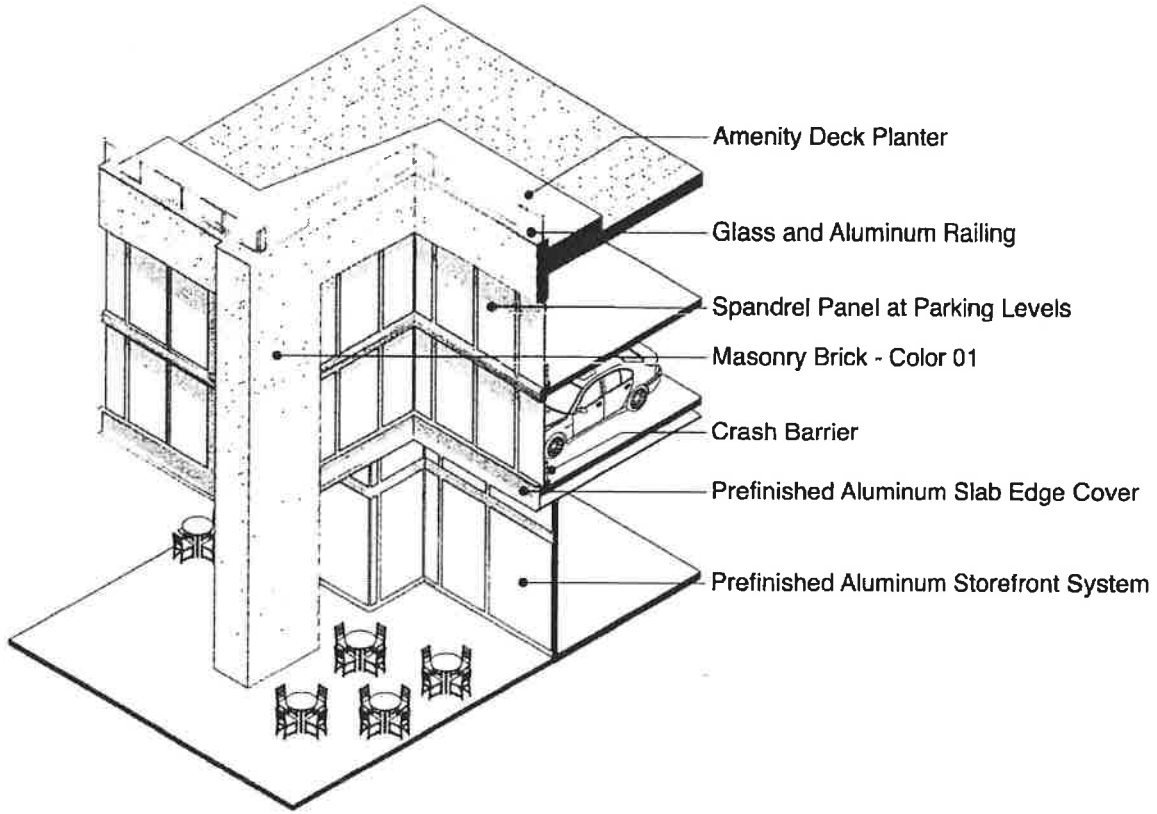 Amenity Deck Planter
Glass and Aluminum Railing
Spandrel Panel at Parking Levels
Masonry Brick - Color 01
Crash Barrier
Prefinished Aluminum Slab Edge Cover
Prefinished Aluminum Storefront System